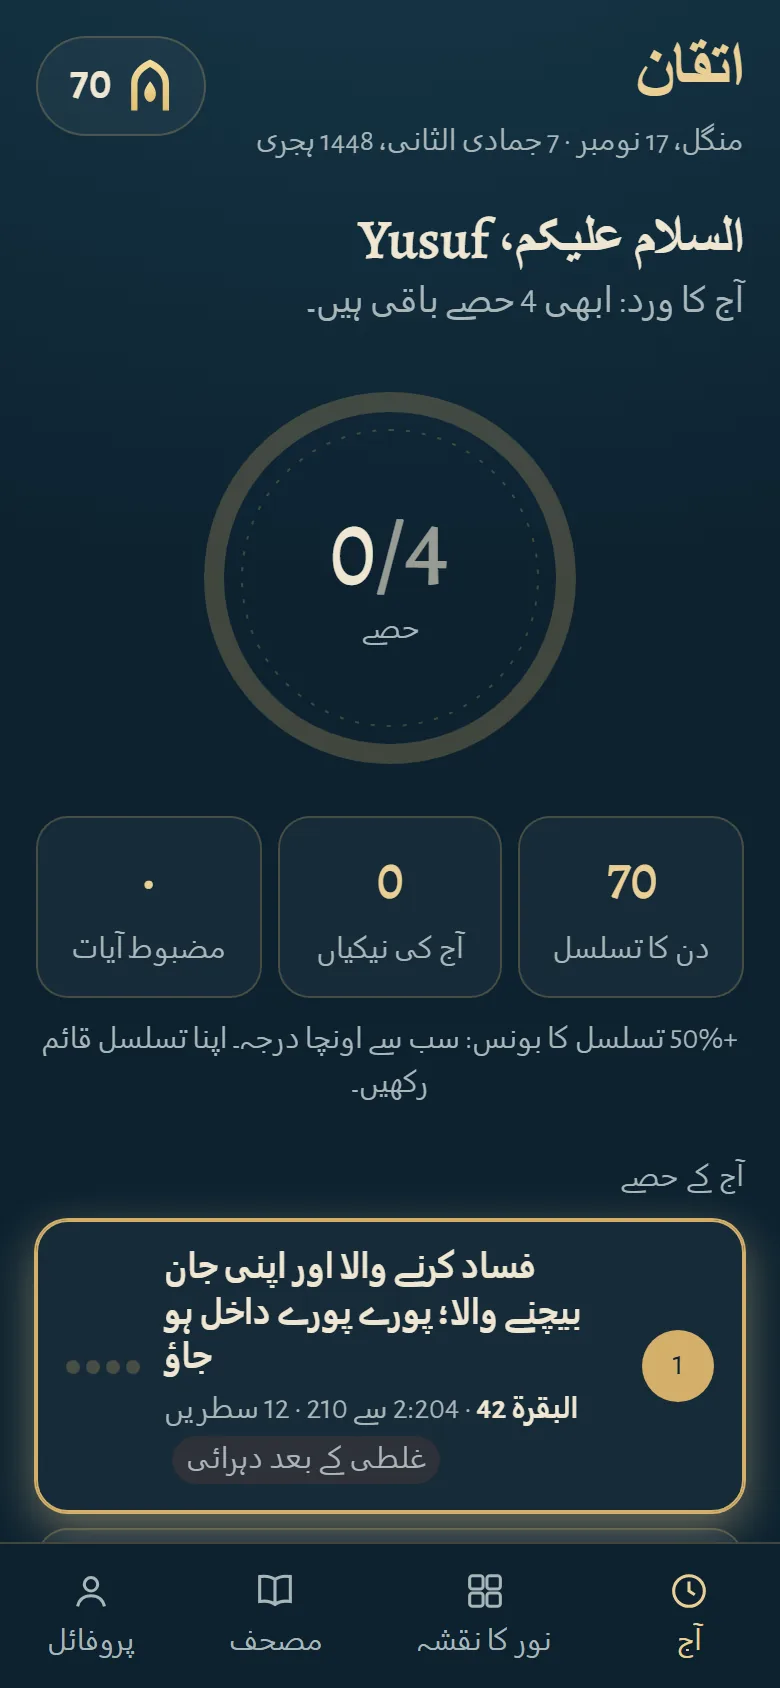 اتقان
70
منگل، 17 نومبر · 7 جمادی الثانی، 1448 ہجری
السلام علیکم، Yusuf
آج کا ورد: ابھی 4 حصے باقی ہیں۔
0/4
حصے
70
دن کا تسلسل
0
آج کی نیکیاں
·
مضبوط آیات
+50% تسلسل کا بونس: سب سے اونچا درجہ۔ اپنا تسلسل قائم
رکھیں۔
آج کے حصے
1
فساد کرنے والا اور اپنی جان
بیچنے والا؛ پورے پورے داخل ہو
جاؤ
البقرة 42 · 2:204 سے 210 · 12 سطریں
غلطی کے بعد دہرائی
آج
نور کا نقشہ
مصحف
پروفائل